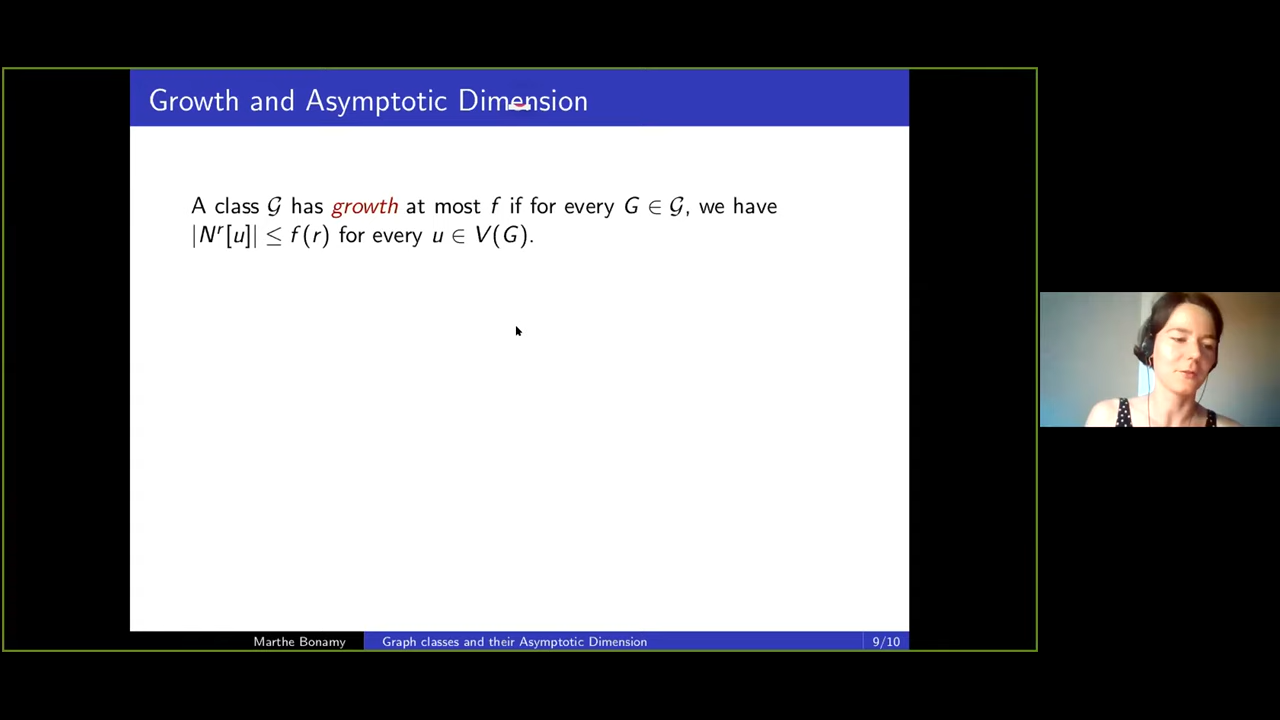 Growth and Asymptotic Dimension
A class 𝒢 has growth at most f if for every G ∈ 𝒢, we have
|Nʳ[u]| ≤ f(r) for every u ∈ V(G).
Marthe Bonamy
Graph classes and their Asymptotic Dimension
9/10